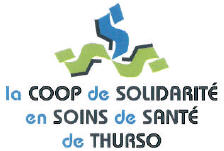 la COOP de SOLIDARITÉ
en SOINS de SANTÉ
de THURSO